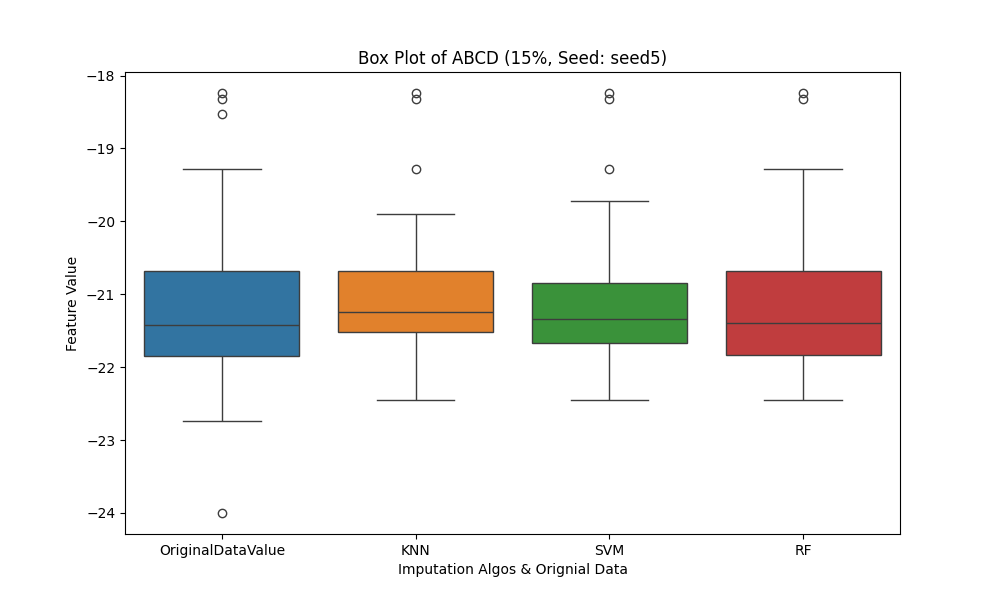 Box Plot of ABCD (15%, Seed: seed5)
−18
−19
−20
−21
−22
−23
−24
Feature Value
OriginalDataValue
KNN
SVM
RF
Imputation Algos & Orignial Data